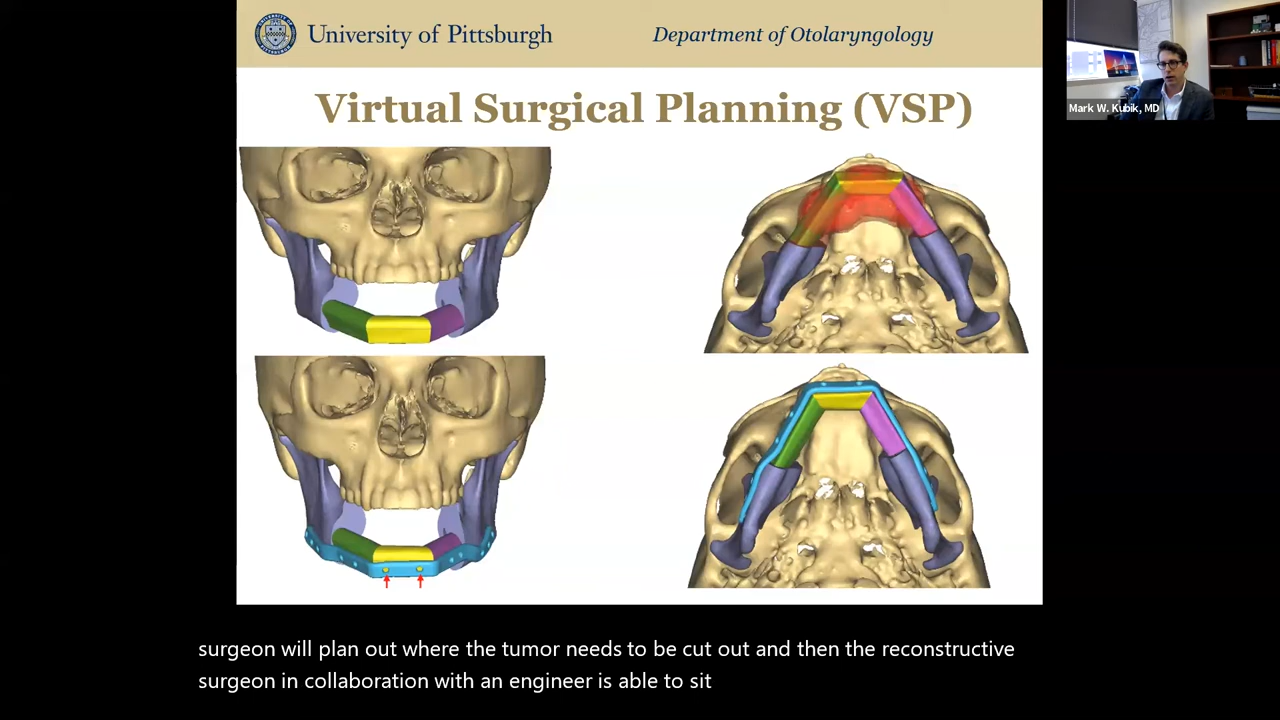 University of Pittsburgh
Department of Otolaryngology
Virtual Surgical Planning (VSP)
Mark W. Kubik, MD
surgeon will plan out where the tumor needs to be cut out and then the reconstructive
surgeon in collaboration with an engineer is able to sit